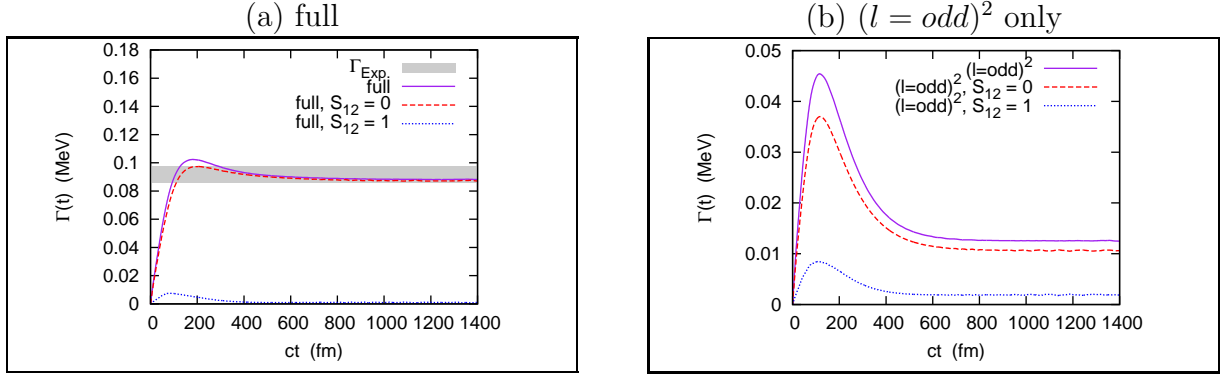 (a) full
0.18
0.16
0.14
0.12
0.1
0.08
0.06
0.04
0.02
0
Γ(t) (MeV)
Γ_Exp.
full
full, S_12 = 0
full, S_12 = 1
0 200 400 600 800 1000 1200 1400
ct (fm)
(b) (l = odd)^2 only
0.05
0.04
0.03
0.02
0.01
0
Γ(t) (MeV)
(l=odd)^2
(l=odd)^2, S_12 = 0
(l=odd)^2, S_12 = 1
0 200 400 600 800 1000 1200 1400
ct (fm)